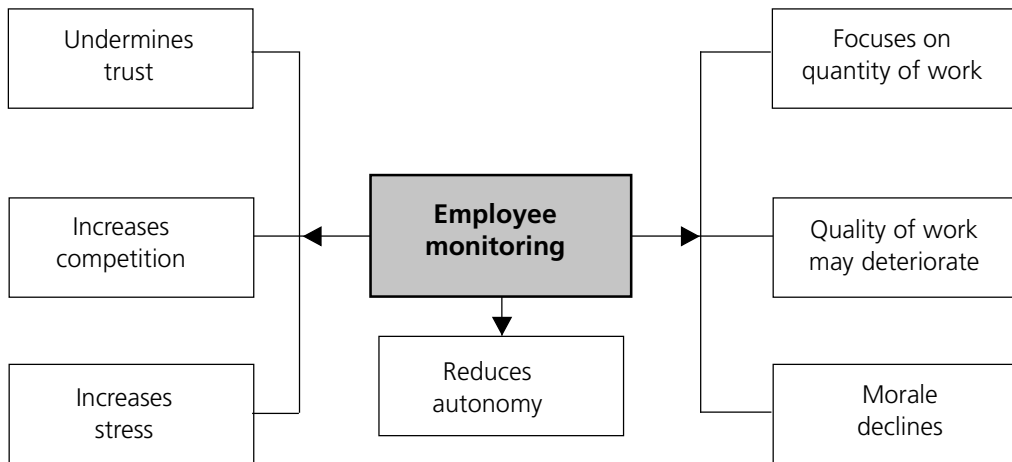 Undermines
trust
Increases
competition
Increases
stress
Employee
monitoring
Reduces
autonomy
Focuses on
quantity of work
Quality of work
may deteriorate
Morale
declines